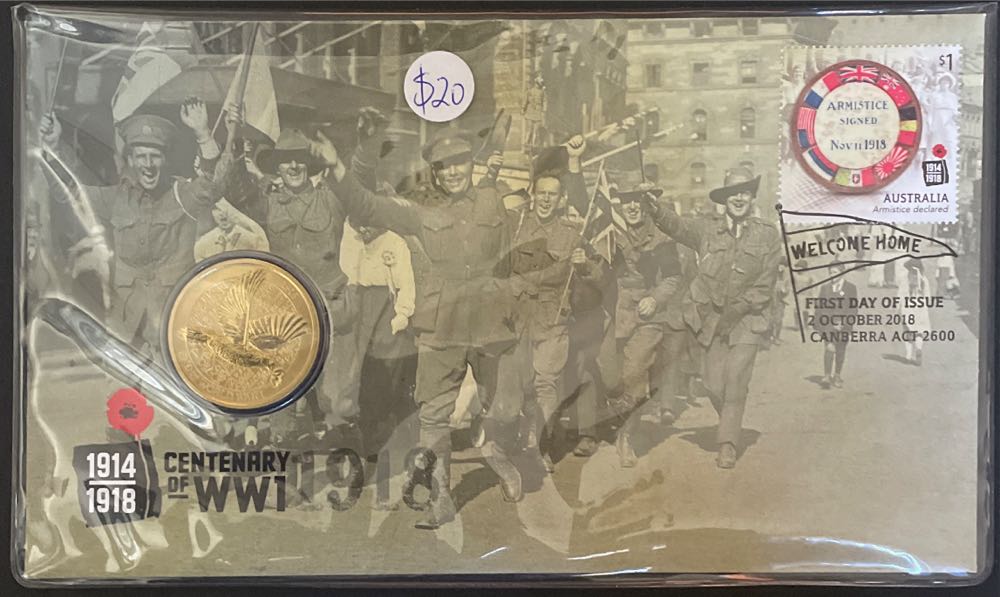 $20
$1
ARMISTICE
SIGNED
Nov 11 1918
1914
1918
AUSTRALIA
Armistice declared
WELCOME HOME
FIRST DAY OF ISSUE
2 OCTOBER 2018
CANBERRA ACT 2600
1914
1918
CENTENARY
OF WW1
1918